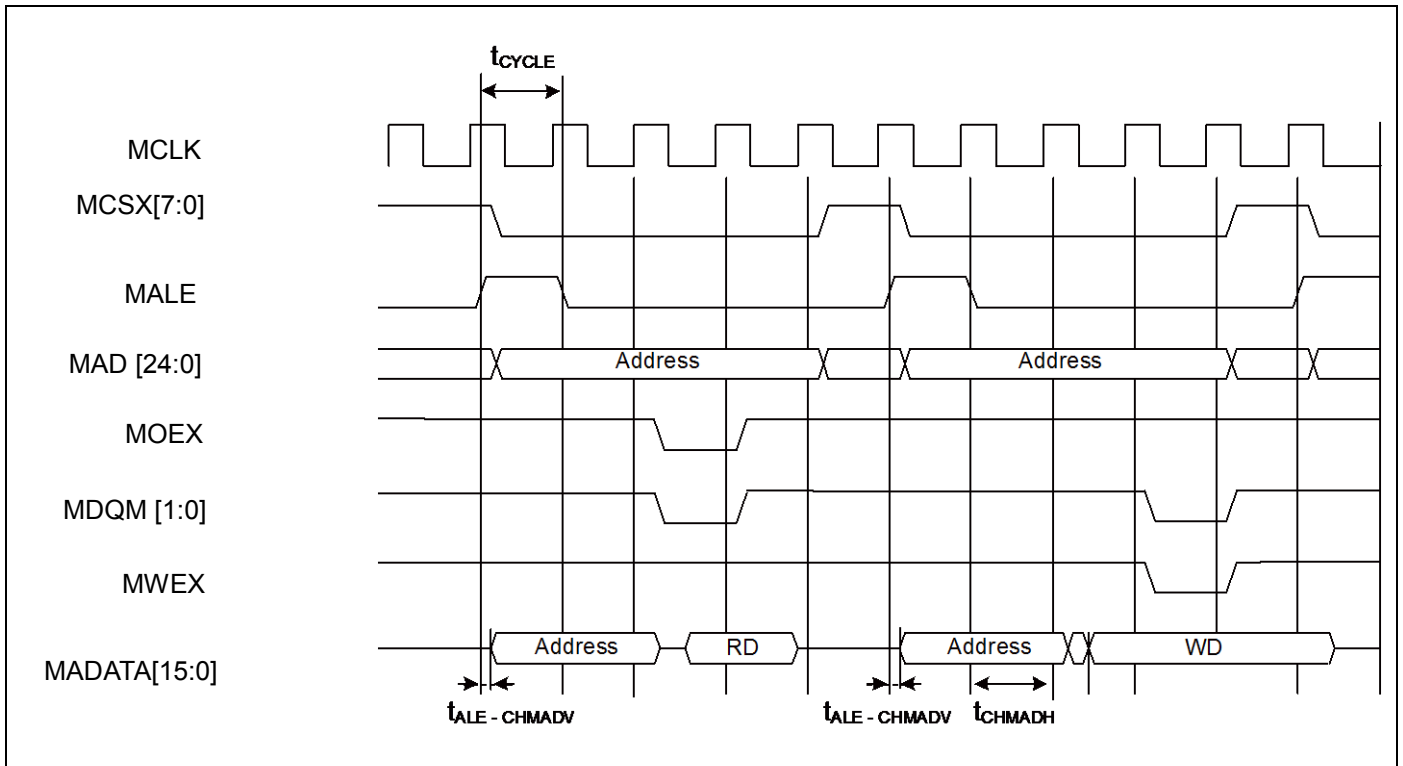 tCYCLE
MCLK
MCSX[7:0]
MALE
MAD [24:0] Address Address
MOEX
MDQM [1:0]
MWEX
MADATA[15:0] Address RD Address WD
tALE - CHMADV tALE - CHMADV tCHMADH